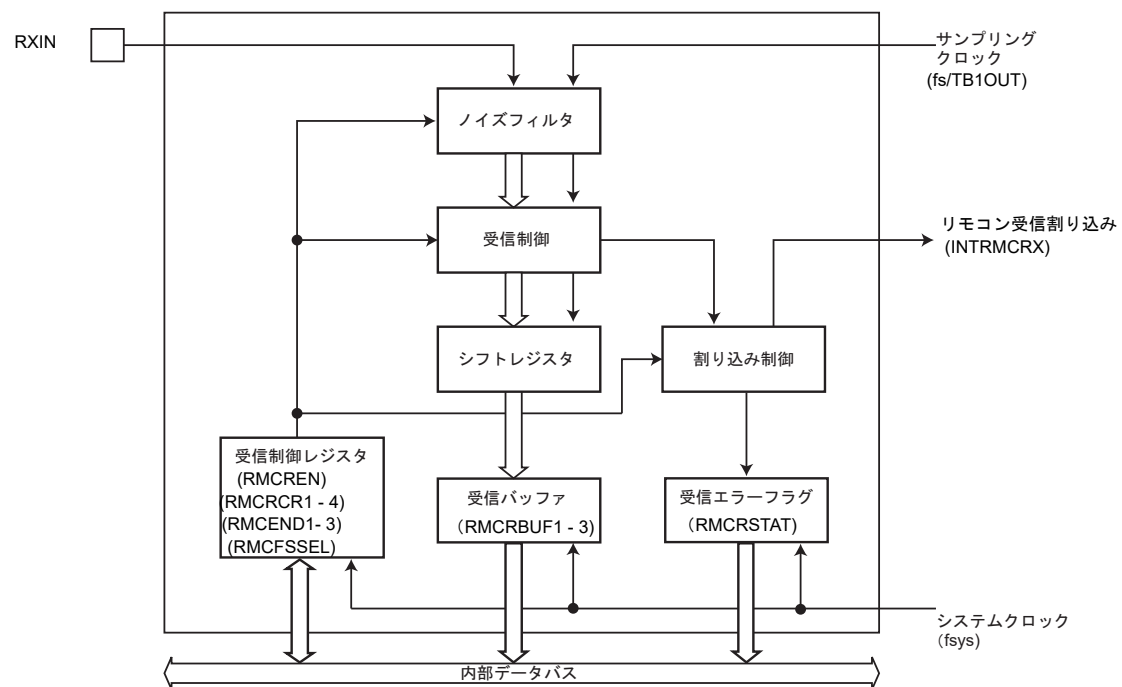 RXIN
サンプリング
クロック
(fs/TB1OUT)
ノイズフィルタ
受信制御
リモコン受信割り込み
(INTRMCRX)
シフトレジスタ
割り込み制御
受信制御レジスタ
(RMCREN)
(RMCRCR1 - 4)
(RMCEND1- 3)
(RMCFSSEL)
受信バッファ
（RMCRBUF1 - 3)
受信エラーフラグ
（RMCRSTAT)
システムクロック
（fsys)
内部データバス